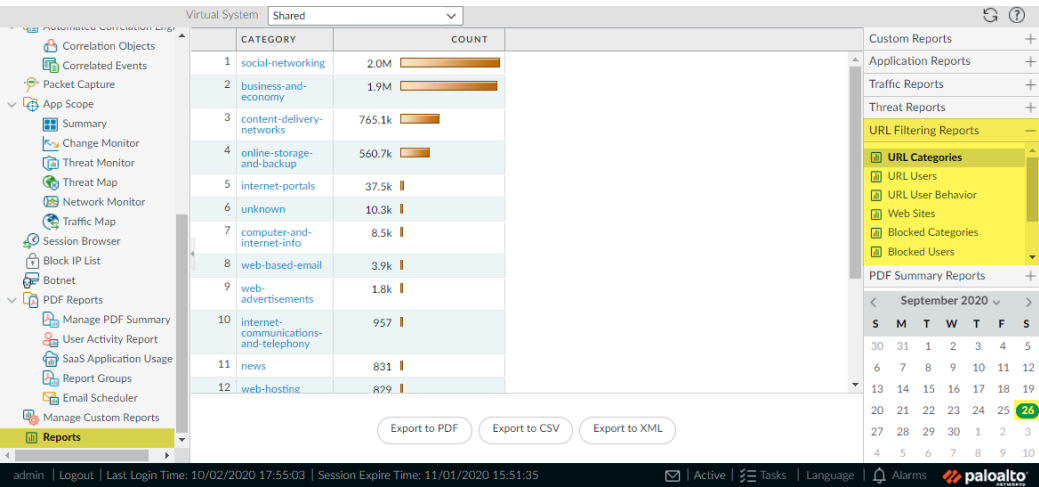 Virtual System Shared
Automated Correlation Engi
Correlation Objects
Correlated Events
Packet Capture
App Scope
Summary
Change Monitor
Threat Monitor
Threat Map
Network Monitor
Traffic Map
Session Browser
Block IP List
Botnet
PDF Reports
Manage PDF Summary
User Activity Report
SaaS Application Usage
Report Groups
Email Scheduler
Manage Custom Reports
Reports
CATEGORY COUNT
1 social-networking 2.0M
2 business-and-
economy 1.9M
3 content-delivery-
networks 765.1k
4 online-storage-
and-backup 560.7k
5 internet-portals 37.5k
6 unknown 10.3k
7 computer-and-
internet-info 8.5k
8 web-based-email 3.9k
9 web-
advertisements 1.8k
10 internet-
communications-
and-telephony 957
11 news 831
12 web-hosting 829
Export to PDF Export to CSV Export to XML
Custom Reports
Application Reports
Traffic Reports
Threat Reports
URL Filtering Reports
URL Categories
URL Users
URL User Behavior
Web Sites
Blocked Categories
Blocked Users
PDF Summary Reports
September 2020
S M T W T F S
30 31 1 2 3 4 5
6 7 8 9 10 11 12
13 14 15 16 17 18 19
20 21 22 23 24 25 26
27 28 29 30 1 2 3
4 5 6 7 8 9 10
admin | Logout | Last Login Time: 10/02/2020 17:55:03 | Session Expire Time: 11/01/2020 15:51:35
Active | Tasks | Language | Alarms paloalto
NETWORKS